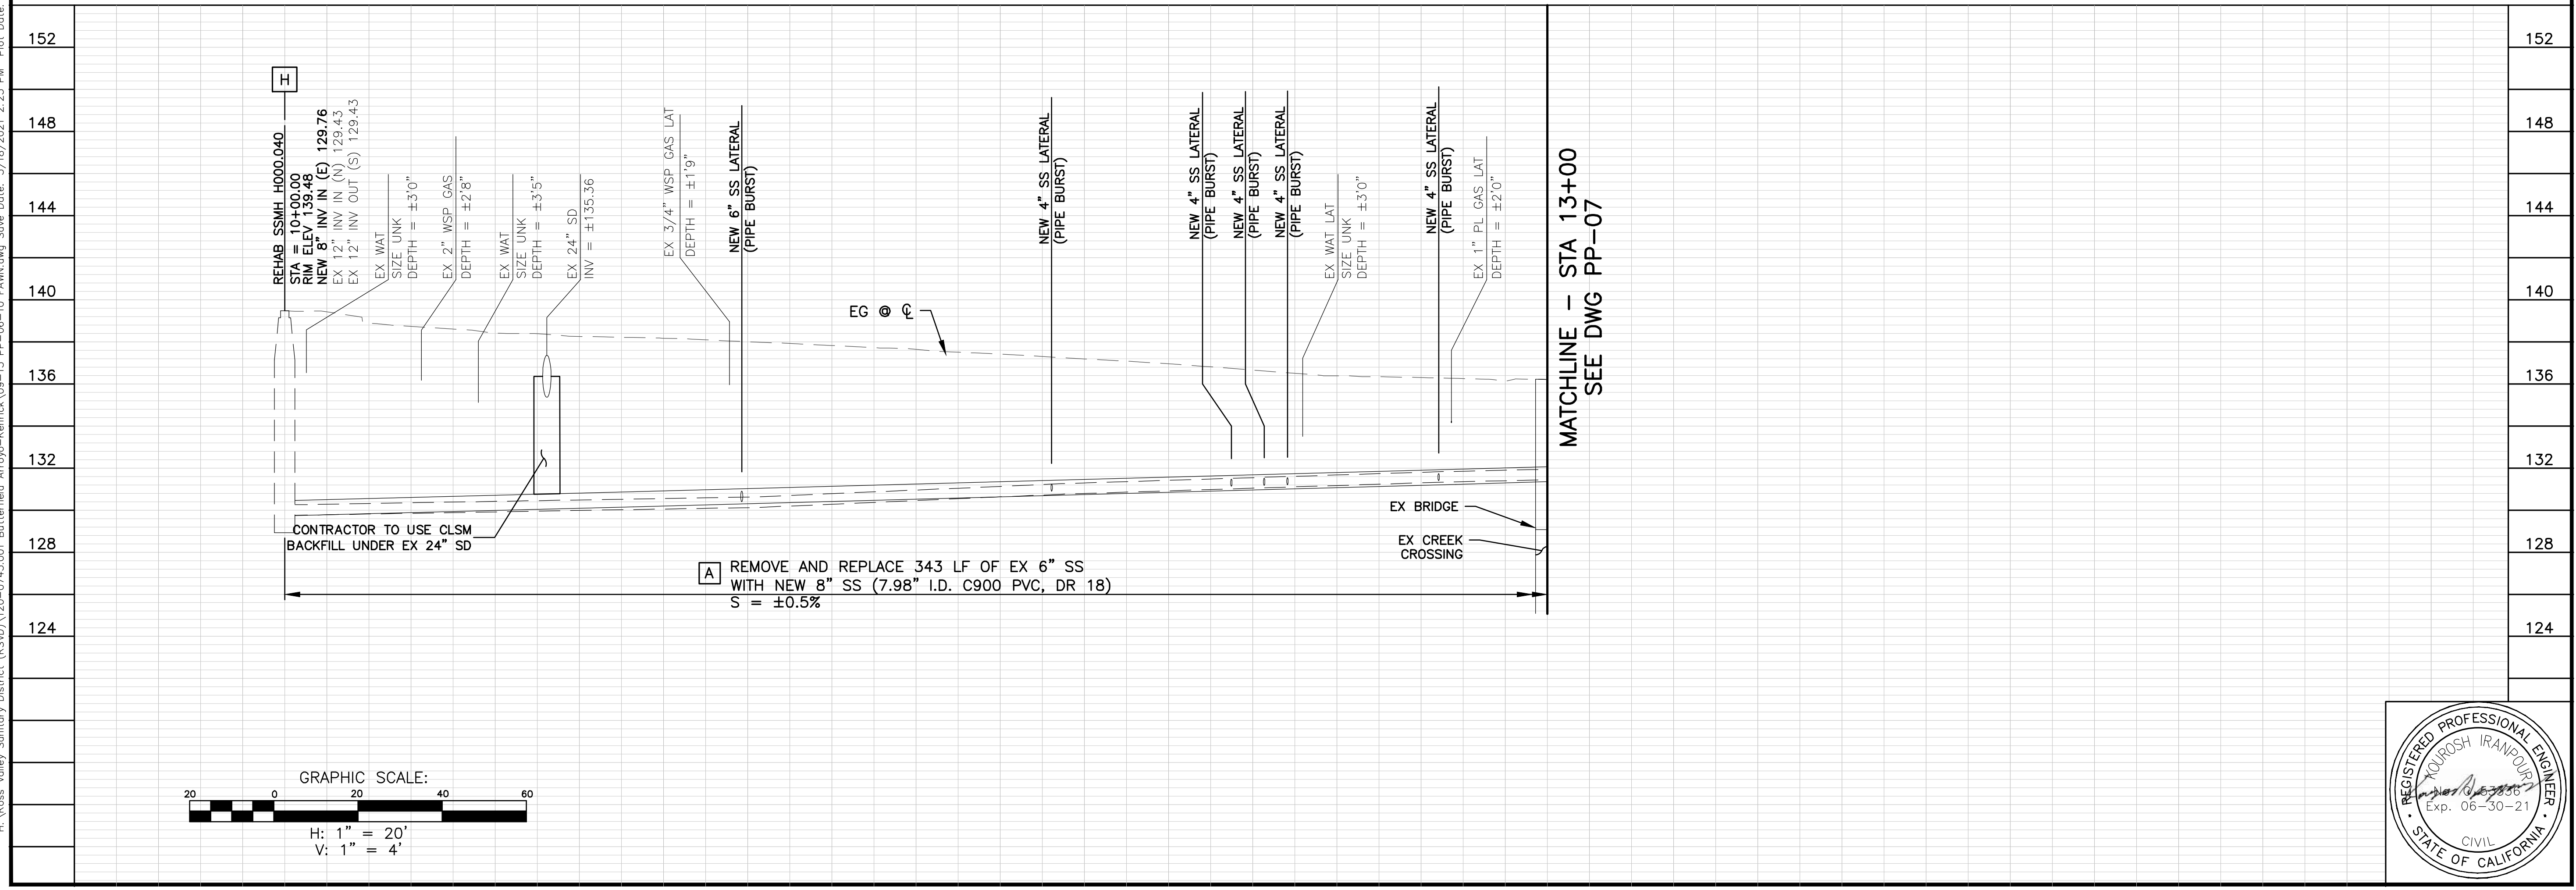 152
148
144
140
136
132
128
124
H
REHAB SSMH H000.040
STA = 10+00.00
RIM ELEV 139.48
NEW 8" INV IN (E) 129.76
EX 12" INV IN (N) 129.43
EX 12" INV OUT (S) 129.43
EX WAT
SIZE UNK
DEPTH = ±3'0"
EX 2" WSP GAS
DEPTH = ±2'8"
EX WAT
SIZE UNK
DEPTH = ±3'5"
EX 24" SD
INV = ±135.36
EX 3/4" WSP GAS LAT
DEPTH = ±1'9"
NEW 6" SS LATERAL
(PIPE BURST)
EG @ ℄
NEW 4" SS LATERAL
(PIPE BURST)
NEW 4" SS LATERAL
(PIPE BURST)
NEW 4" SS LATERAL
(PIPE BURST)
NEW 4" SS LATERAL
(PIPE BURST)
EX WAT LAT
SIZE UNK
DEPTH = ±3'0"
NEW 4" SS LATERAL
(PIPE BURST)
EX 1" PL GAS LAT
DEPTH = ±2'0"
MATCHLINE – STA 13+00
SEE DWG PP–07
CONTRACTOR TO USE CLSM
BACKFILL UNDER EX 24" SD
A
REMOVE AND REPLACE 343 LF OF EX 6" SS
WITH NEW 8" SS (7.98" I.D. C900 PVC, DR 18)
S = ±0.5%
EX BRIDGE
EX CREEK
CROSSING
152
148
144
140
136
132
128
124
GRAPHIC SCALE:
20 0 20 40 60
H: 1" = 20'
V: 1" = 4'
REGISTERED PROFESSIONAL ENGINEER
KOUROSH IRANPOUR
Exp. 06-30-21
CIVIL
STATE OF CALIFORNIA